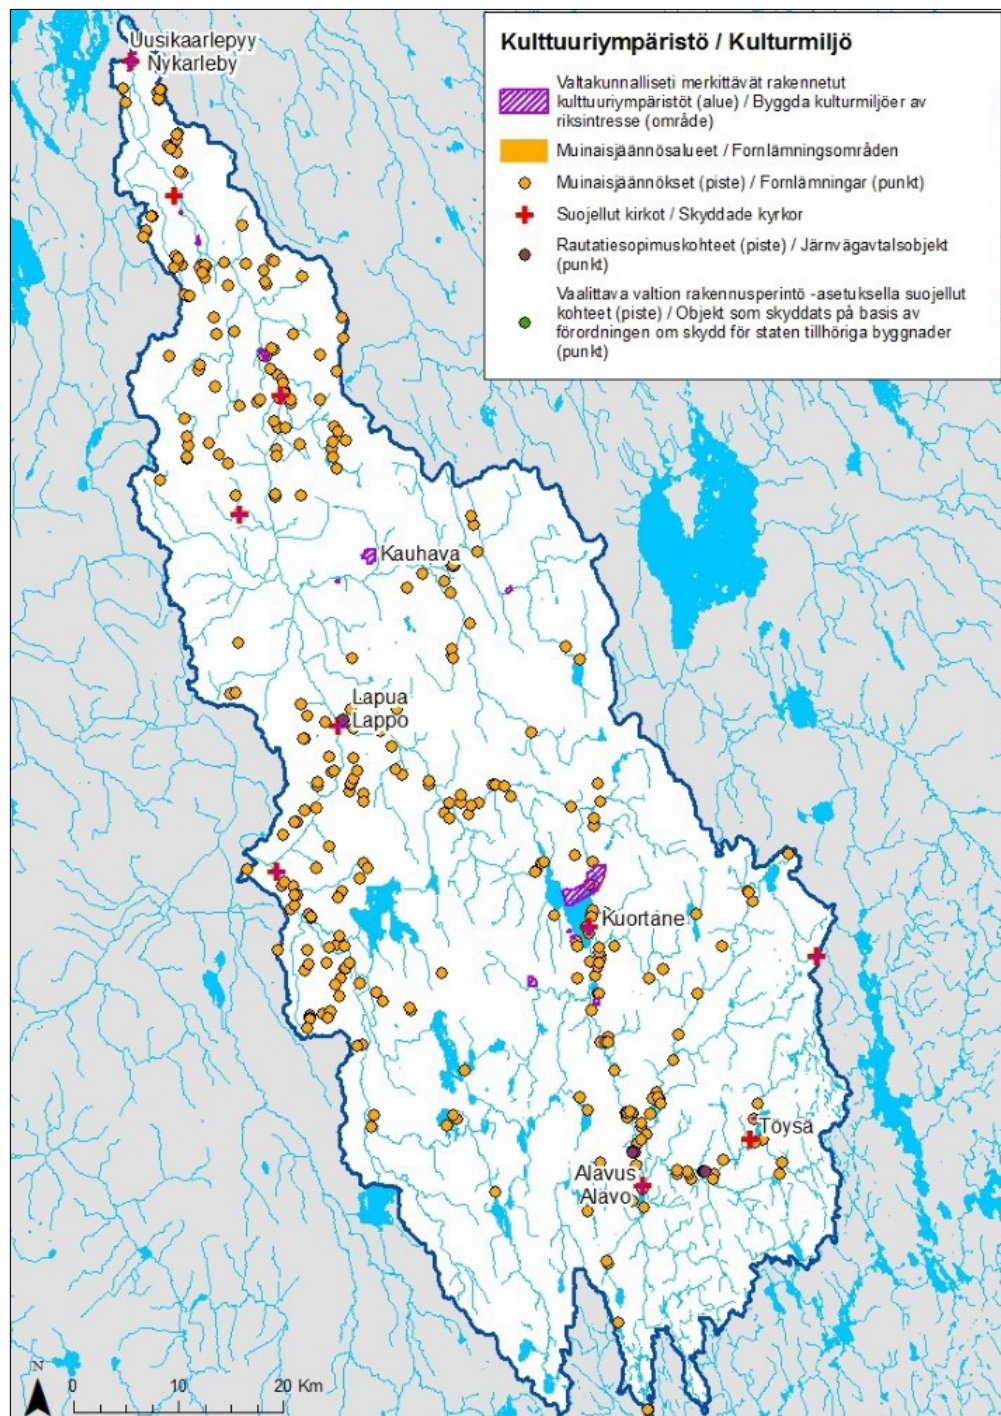 Uusikaarlepyy
Nykarleby
Kulttuuriympäristö / Kulturmiljö
Valtakunnalliseti merkittävät rakennetut
kulttuuriympäristöt (alue) / Byggda kulturmiljöer av
riksintresse (område)
Muinaisjäännösalueet / Fornlämningsområden
Muinaisjäännökset (piste) / Fornlämningar (punkt)
Suojellut kirkot / Skyddade kyrkor
Rautatiesopimuskohteet (piste) / Järnvägavtalsobjekt
(punkt)
Vaalittava valtion rakennusperintö -asetuksella suojellut
kohteet (piste) / Objekt som skyddats på basis av
förordningen om skydd för staten tillhöriga byggnader
(punkt)
Kauhava
Lapua
Lappo
Kuortane
Töysä
Alavus
Alavo
N
0 10 20 Km